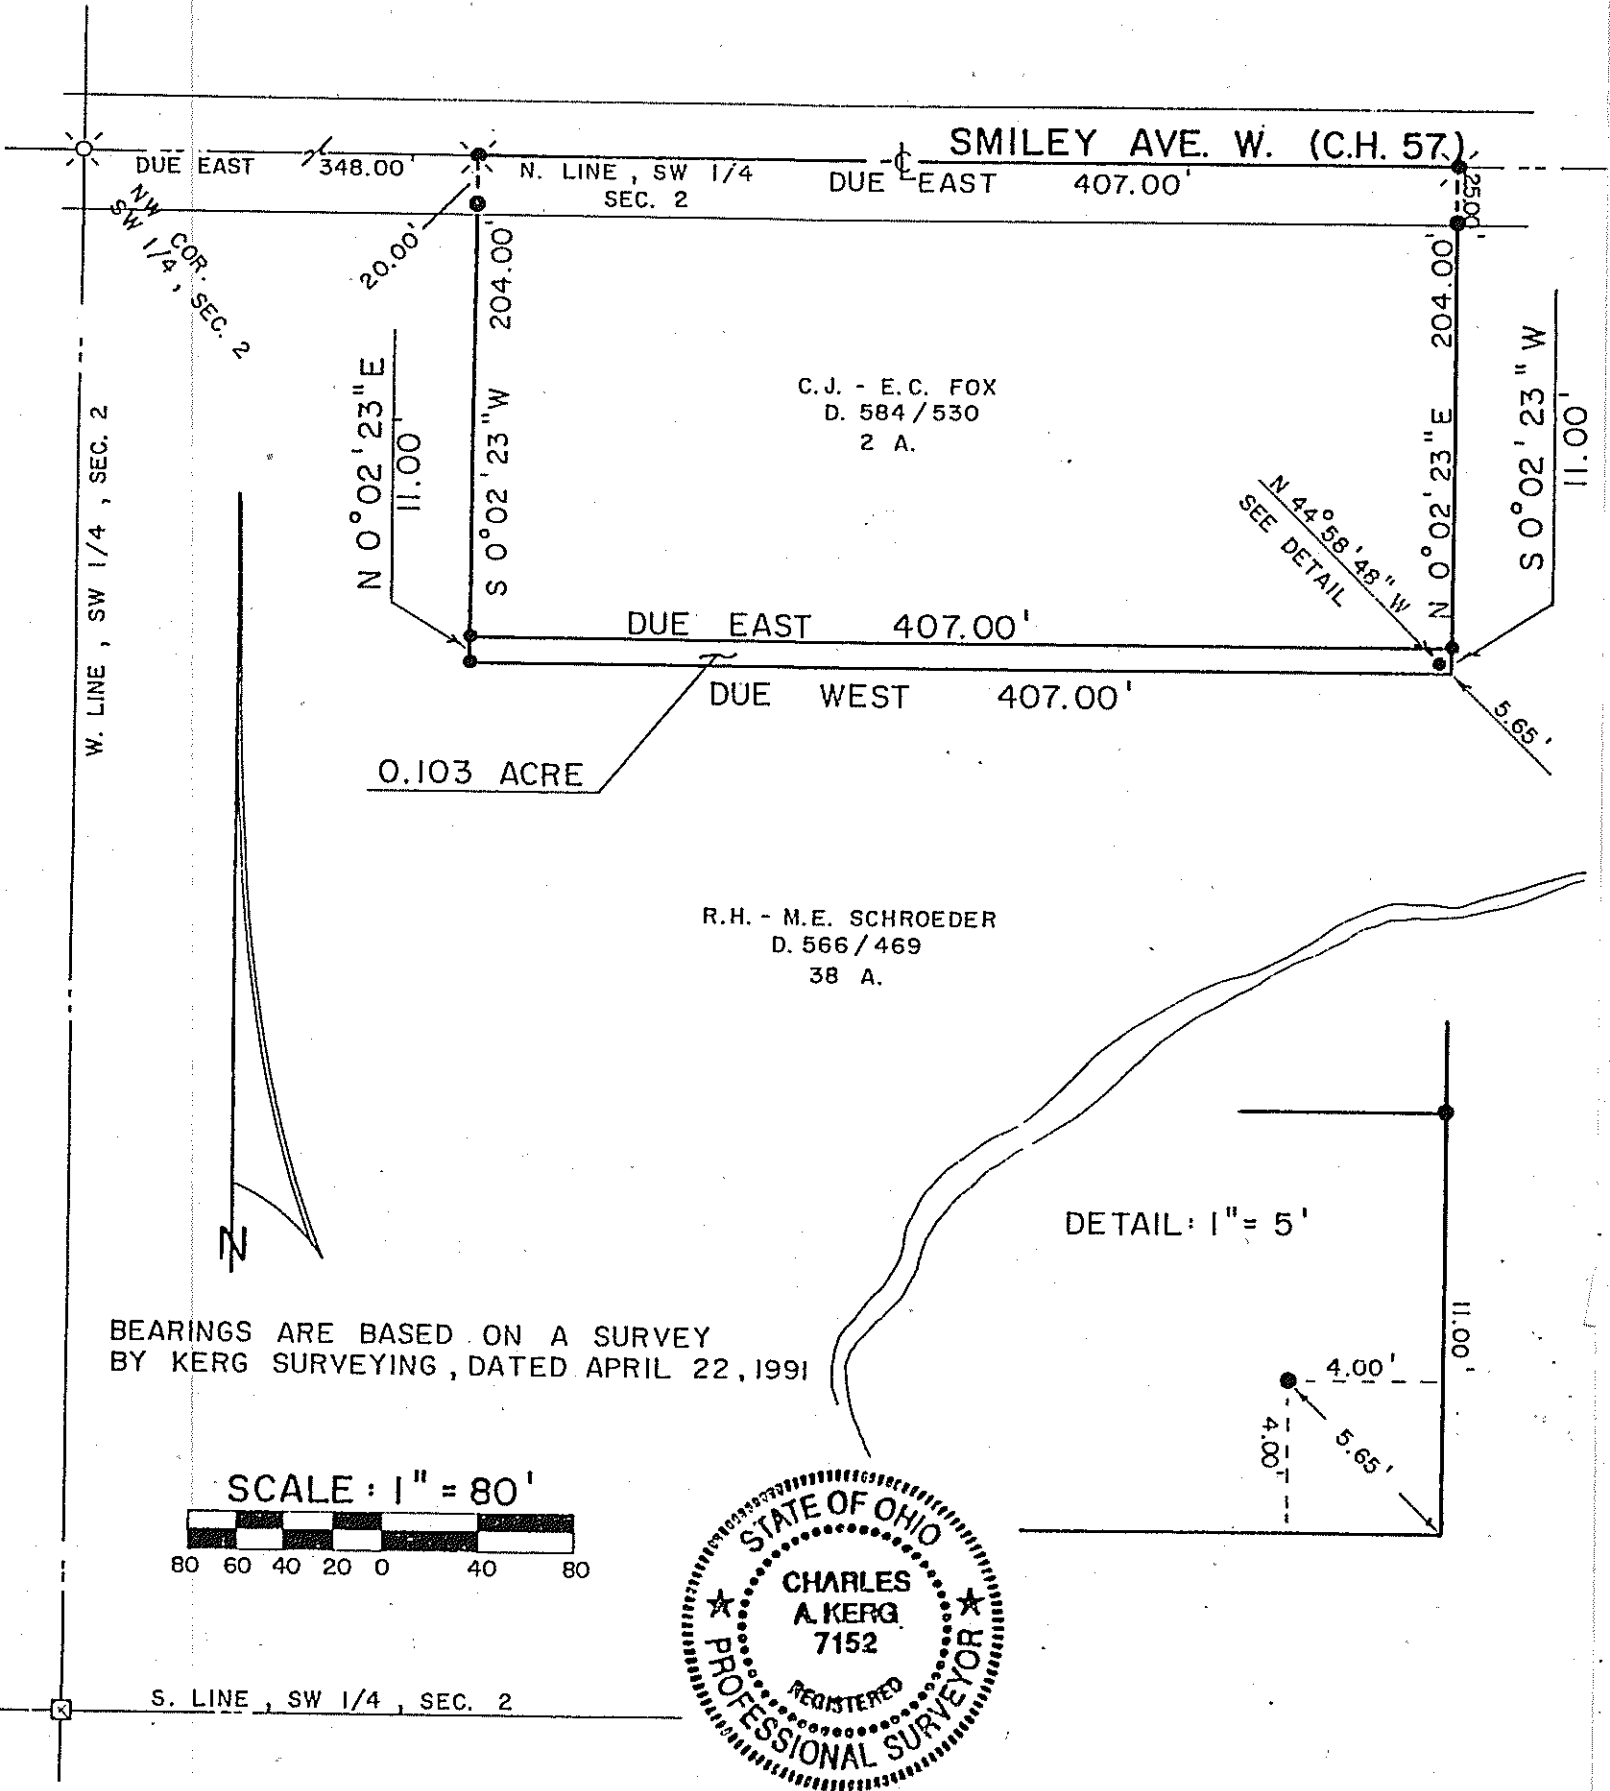 SMILEY AVE. W. (C.H. 57)
DUE EAST 348.00'
N. LINE, SW 1/4
SEC. 2
℄
DUE EAST 407.00'
25.00'
NW COR.
SW 1/4, SEC. 2
20.00'
204.00'
S 0°02'23"W
N 0°02'23"E
11.00
204.00'
N 0°02'23"E
S 0°02'23"W
11.00'
C.J. - E.C. FOX
D. 584/530
2 A.
W. LINE, SW 1/4, SEC. 2
N 44°58'48"W
SEE DETAIL
DUE EAST 407.00'
DUE WEST 407.00'
5.65'
0.103 ACRE
R.H. - M.E. SCHROEDER
D. 566/469
38 A.
N
DETAIL: 1"= 5'
11.00'
4.00'
4.00'
5.65'
BEARINGS ARE BASED ON A SURVEY
BY KERG SURVEYING, DATED APRIL 22, 1991
SCALE: 1" = 80'
80 60 40 20 0 40 80
STATE OF OHIO
CHARLES
A. KERG
7152
REGISTERED
PROFESSIONAL SURVEYOR
K
S. LINE, SW 1/4, SEC. 2